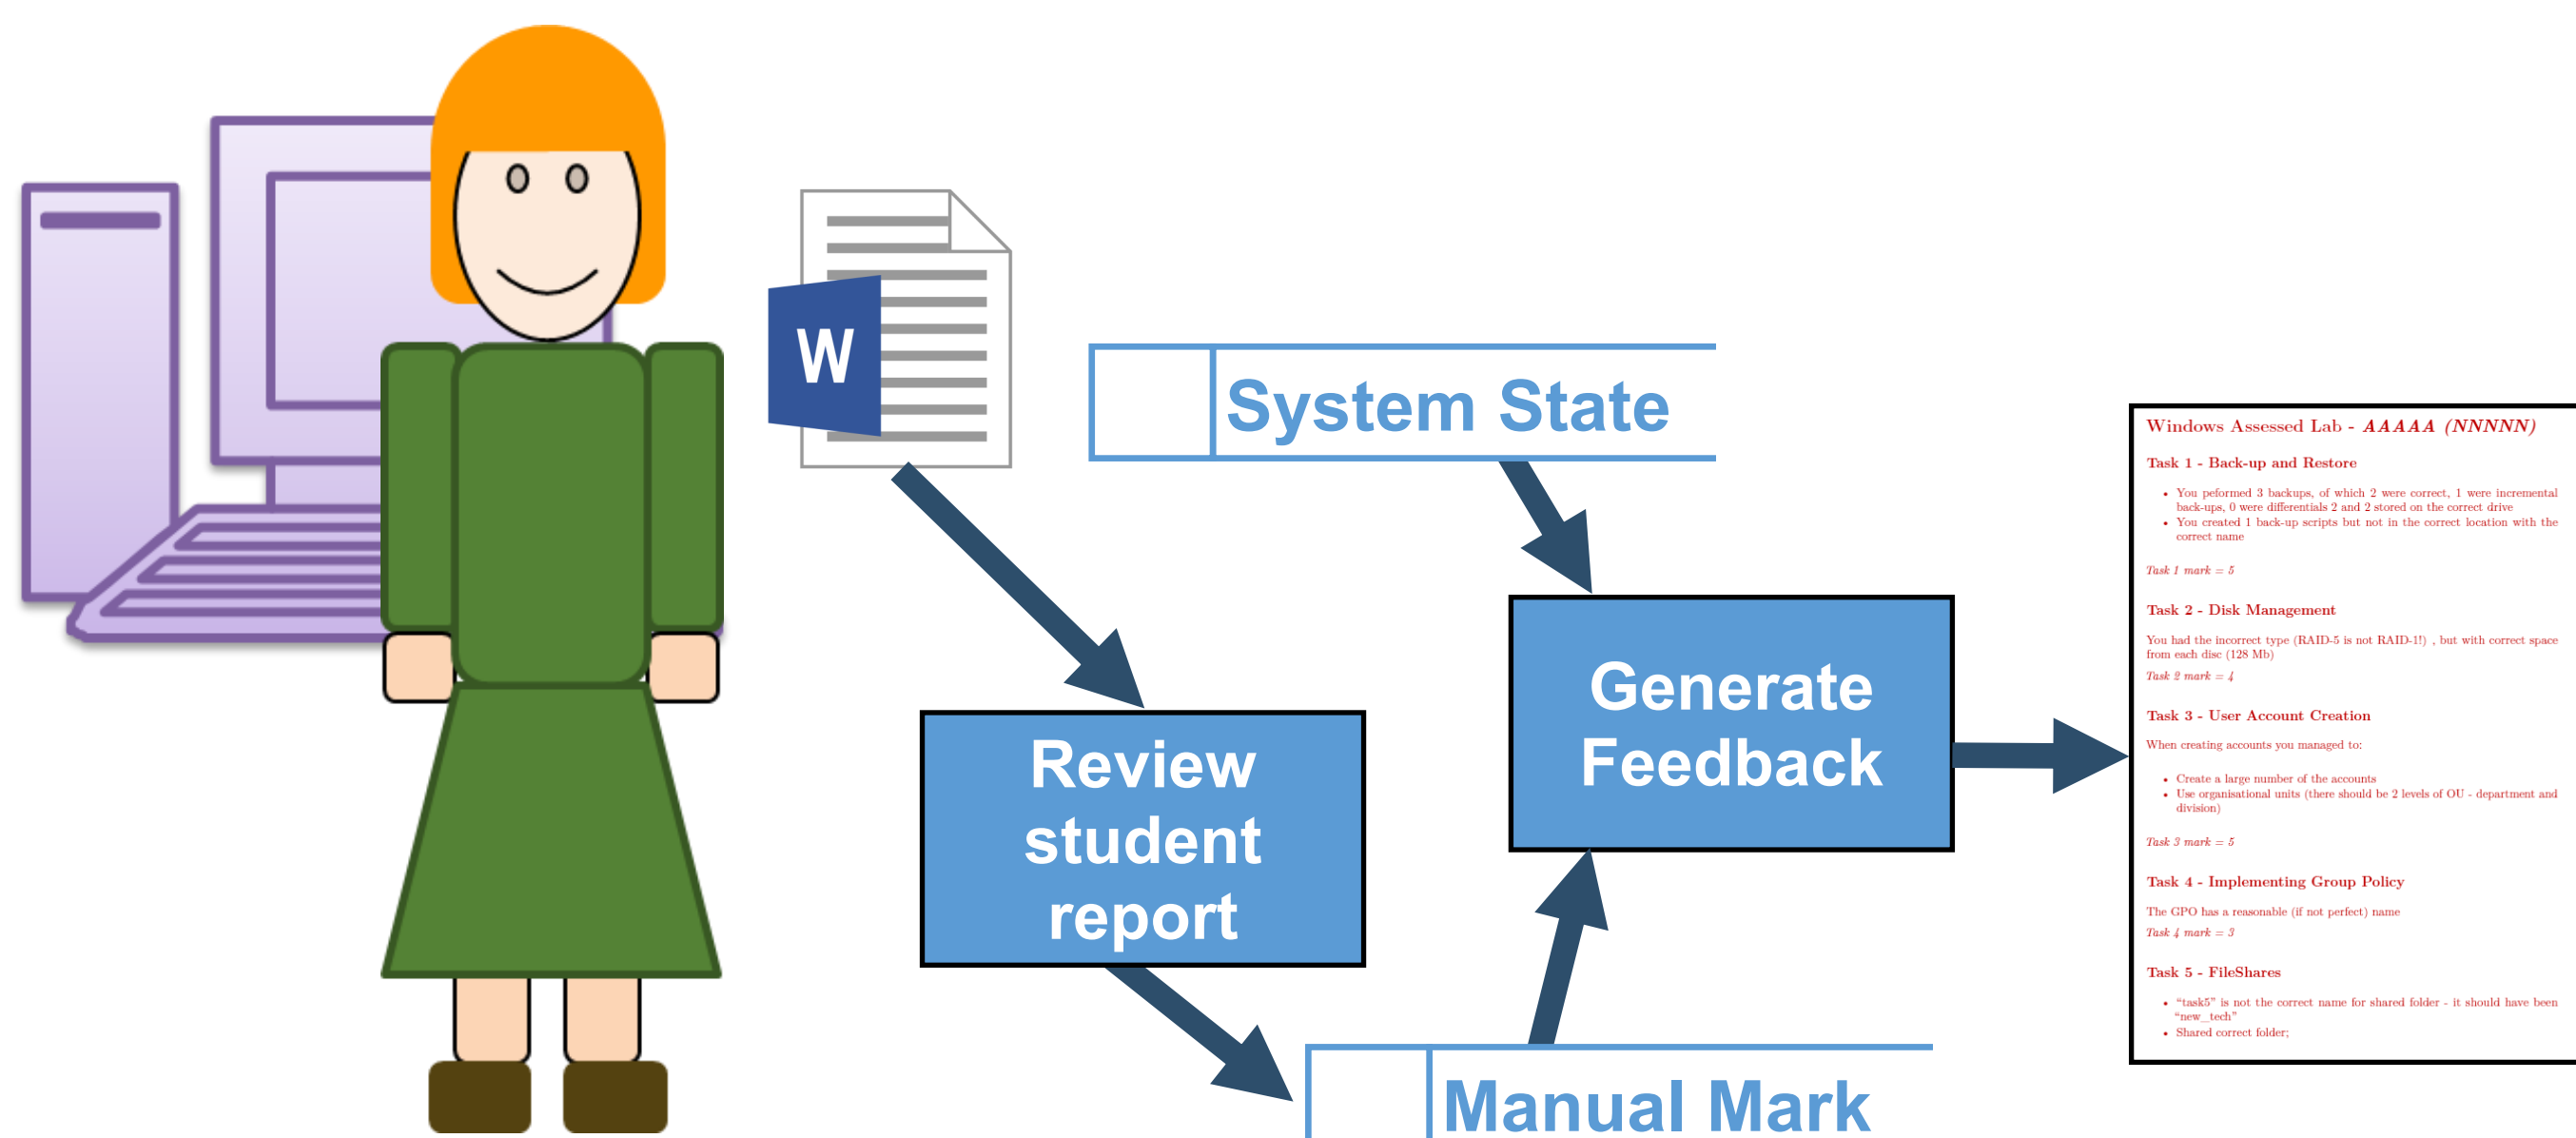 W
System State
Review
student
report
Generate
Feedback
Manual Mark
Windows Assessed Lab - AAAAA (NNNNN)
Task 1 - Back-up and Restore
• You peformed 3 backups, of which 2 were correct, 1 were incremental
back-ups, 0 were differentials 2 and 2 stored on the correct drive
• You created 1 back-up scripts but not in the correct location with the
correct name
Task 1 mark = 5
Task 2 - Disk Management
You had the incorrect type (RAID-5 is not RAID-1!) , but with correct space
from each disc (128 Mb)
Task 2 mark = 4
Task 3 - User Account Creation
When creating accounts you managed to:
• Create a large number of the accounts
• Use organisational units (there should be 2 levels of OU - department and
division)
Task 3 mark = 5
Task 4 - Implementing Group Policy
The GPO has a reasonable (if not perfect) name
Task 4 mark = 3
Task 5 - FileShares
• “task5” is not the correct name for shared folder - it should have been
“new_tech”
• Shared correct folder;